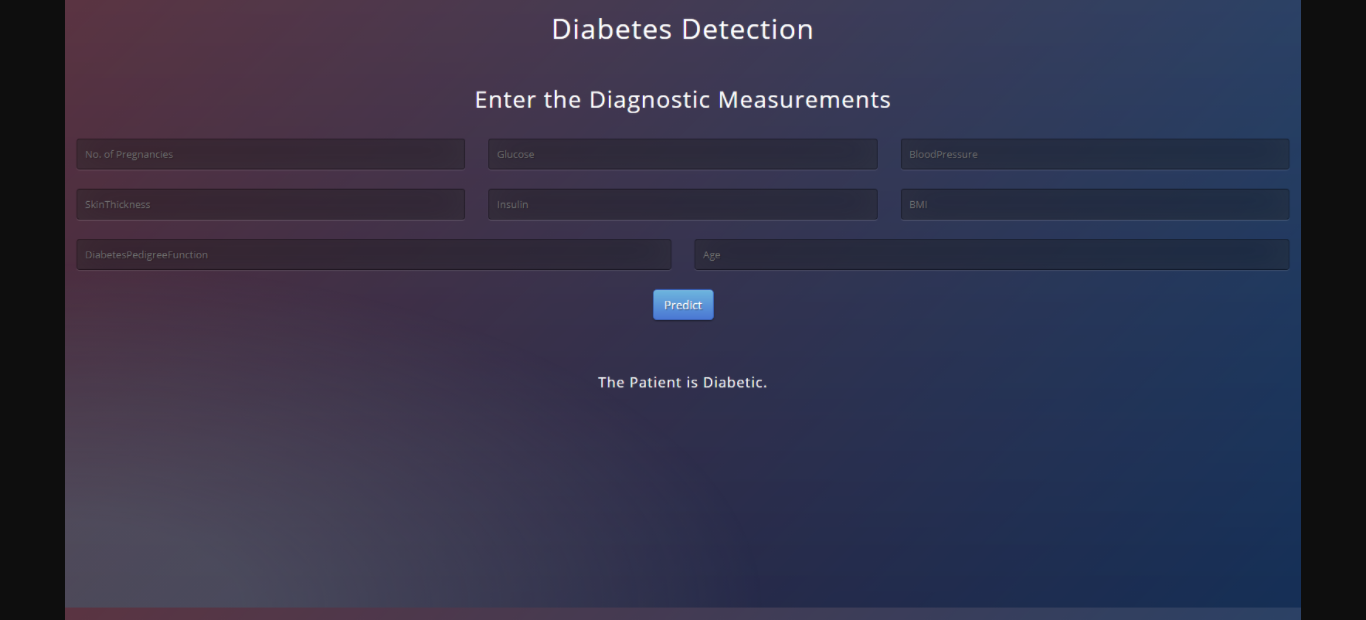 Diabetes Detection
Enter the Diagnostic Measurements
No. of Pregnancies
Glucose
BloodPressure
SkinThickness
Insulin
BMI
DiabetesPedigreeFunction
Age
Predict
The Patient is Diabetic.